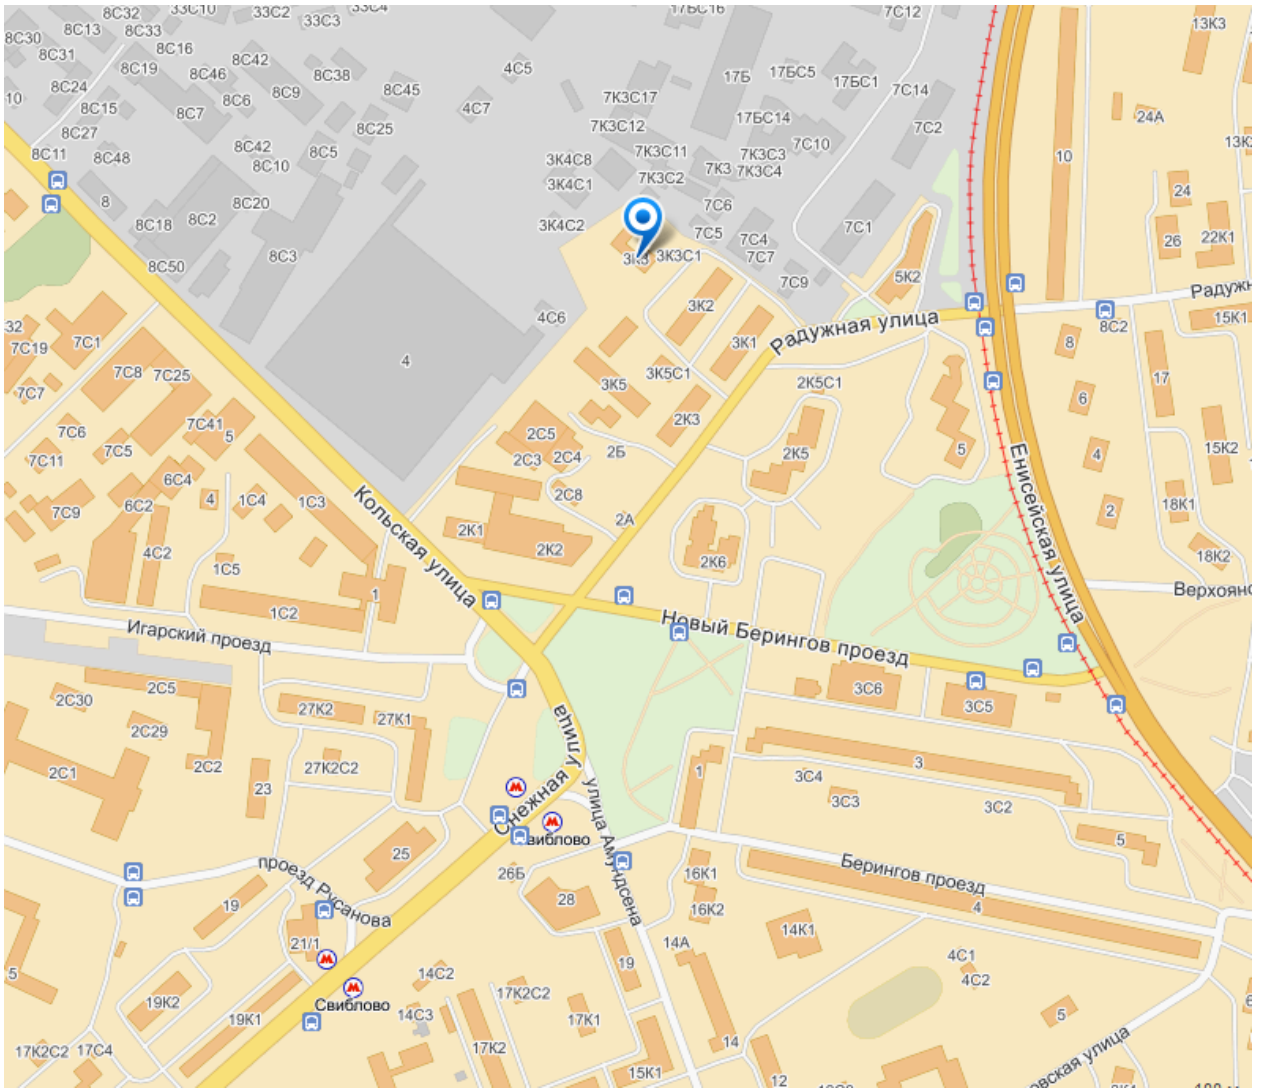 8С32
33С10
33С2
33С3
33С4
17БС16
7С12
13К3
8С30
8С13
8С33
8С16
8С31
8С19
8С42
8С46
8С38
4С5
17Б
17БС5
17БС1
7С14
8С24
10
8С15
8С7
8С6
8С9
8С45
4С7
7К3С17
7К3С12
17БС14
7С2
24А
8С27
8С25
8С11
8С48
8С42
8С10
8С5
3К4С8
7К3С11
7К3С3
7С10
10
3К4С1
7К3С2
7К3
7К3С4
24
8
8С18
8С2
8С20
3К4С2
7С6
7С5
7С4
7С1
26
22К1
8С50
8С3
3К3
3К3С1
7С7
7С9
5К2
32
7С1
7С19
4С6
3К2
Радужная улица
8С2
15К1
4
3К1
8
7С8
7С25
3К5С1
17
7С7
3К5
2К5С1
6
7С6
7С41
5
2К3
7С5
2С5
2Б
2К5
5
4
15К2
7С11
2С3
2С4
6С4
7С9
6С2
4
1С4
1С3
2С8
18К1
Кольская улица
Енисейская улица
2
2К1
2А
4С2
2К2
2К6
18К2
1С5
1
1С2
Игарский проезд
Новый Берингов проезд
2С5
3С6
2С30
3С5
27К2
27К1
2С29
улица
2С1
2С2
27К2С2
1
3С4
3
23
3С3
3С2
Снежная
улица Амундсена
5
25
26Б
проезд Русанова
16К1
Берингов проезд
19
28
16К2
4
21/1
14А
14К1
19
4С1
4С2
14С2
Свиблово
17К2С2
19К2
14С3
19К1
17К1
5
5
14
17К2С2
17С4
17К2
15К1
12